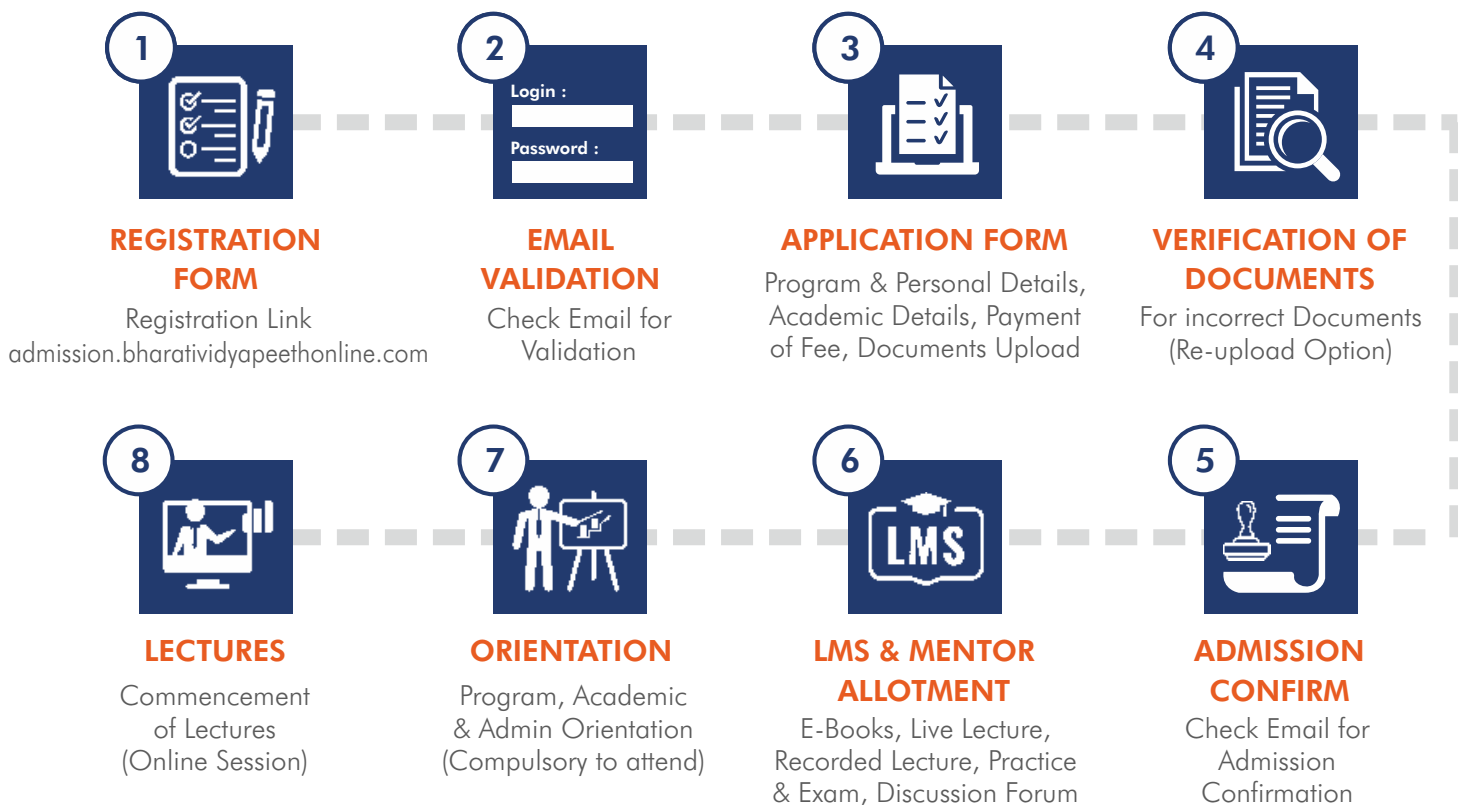 1
REGISTRATION
FORM
Registration Link
admission.bharatividyapeethonline.com
2
Login :
Password :
EMAIL
VALIDATION
Check Email for
Validation
3
APPLICATION FORM
Program & Personal Details,
Academic Details, Payment
of Fee, Documents Upload
4
VERIFICATION OF
DOCUMENTS
For incorrect Documents
(Re-upload Option)
5
ADMISSION
CONFIRM
Check Email for
Admission
Confirmation
6
LMS
LMS & MENTOR
ALLOTMENT
E-Books, Live Lecture,
Recorded Lecture, Practice
& Exam, Discussion Forum
7
ORIENTATION
Program, Academic
& Admin Orientation
(Compulsory to attend)
8
LECTURES
Commencement
of Lectures
(Online Session)